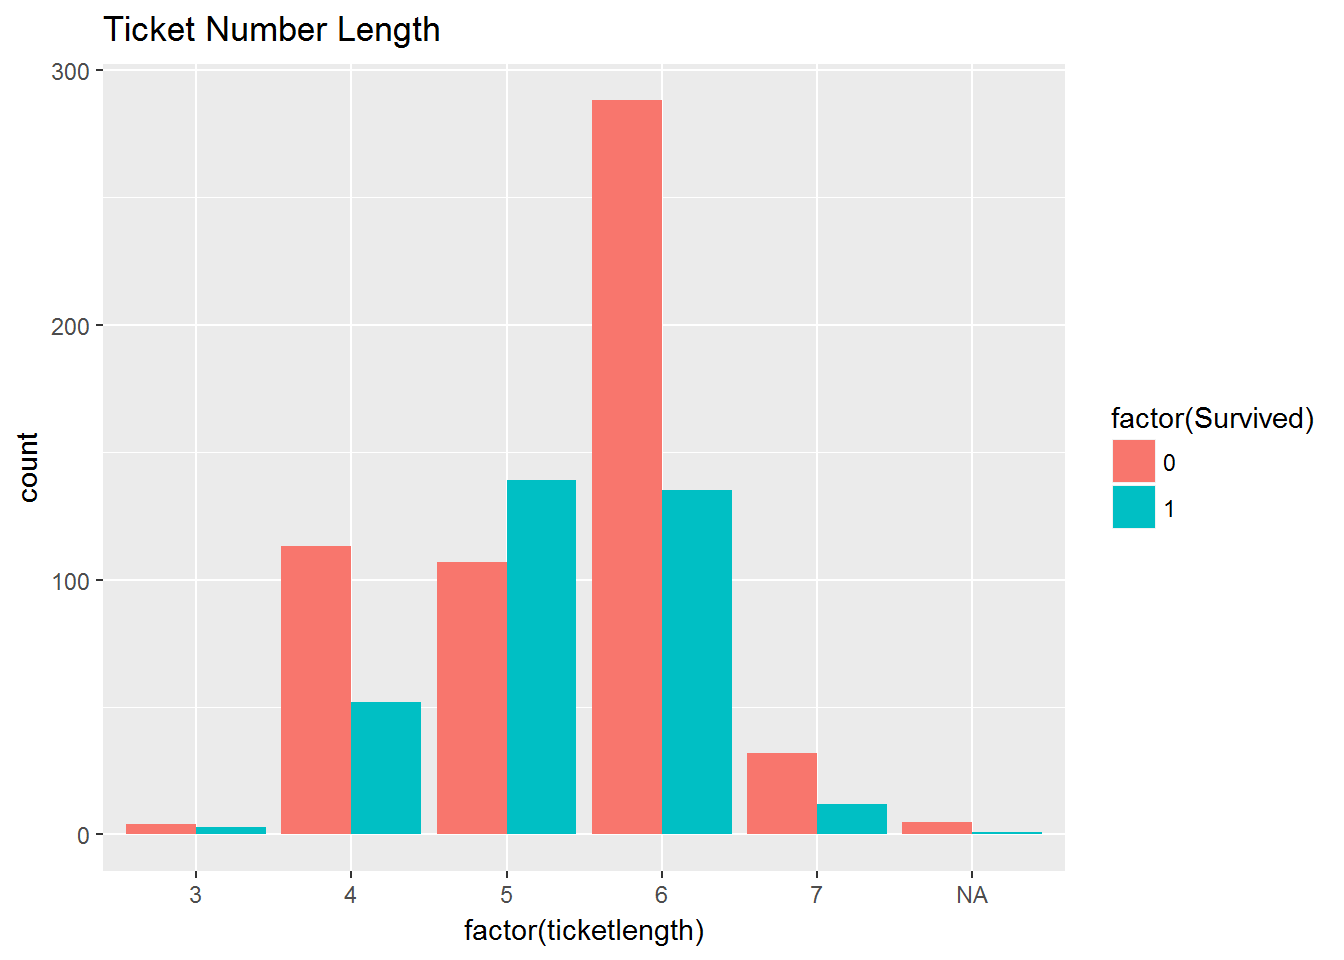 Ticket Number Length
300
200
100
0
count
3 4 5 6 7 NA
factor(ticketlength)
factor(Survived)
0
1